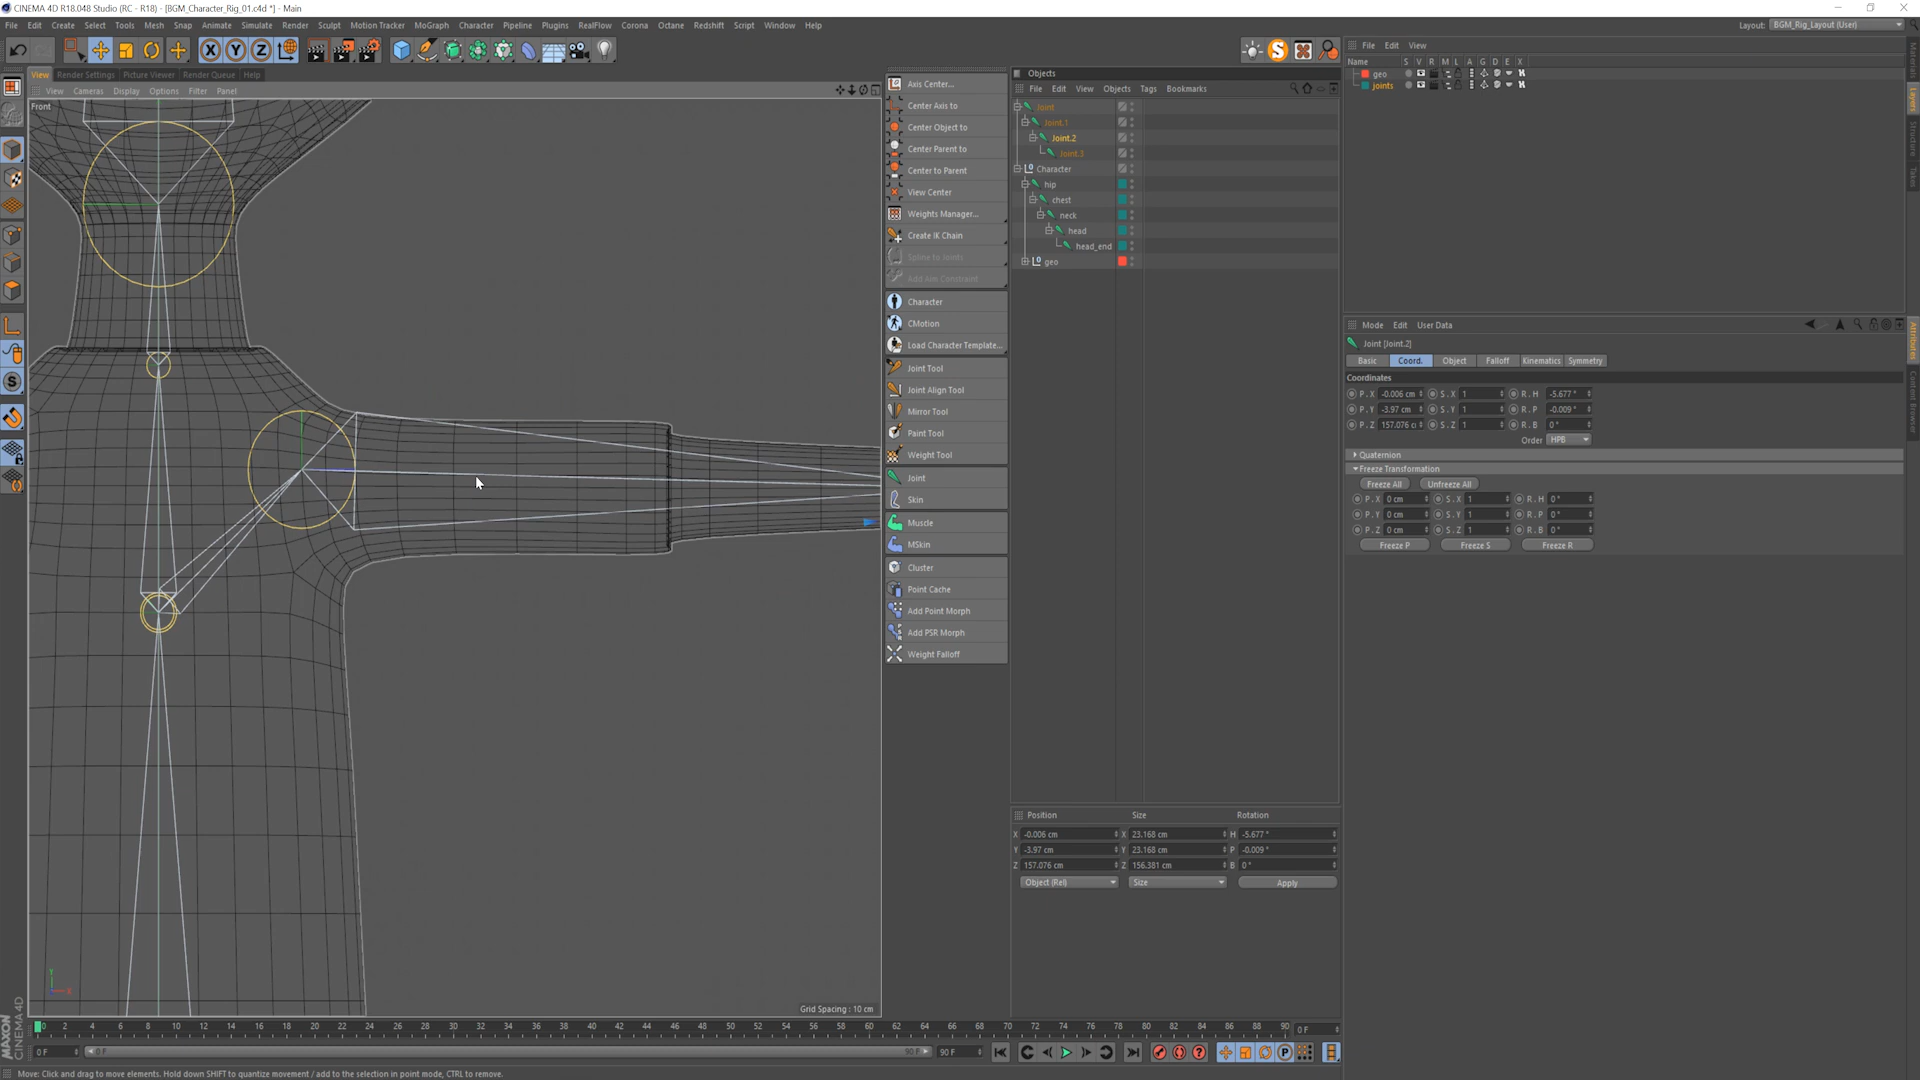 CINEMA 4D R18.048 Studio (RC - R18) - [BGM_Character_Rig_01.c4d *] - Main
File Edit Create Select Tools Mesh Snap Animate Simulate Render Sculpt Motion Tracker MoGraph Character Pipeline Plugins RealFlow Corona Octane Redshift Script Window Help
Layout: BGM_Rig_Layout (User)
View Render Settings Picture Viewer Render Queue Help
View Cameras Display Options Filter Panel
Front
Grid Spacing : 10 cm
Axis Center...
Center Axis to
Center Object to
Center Parent to
Center to Parent
View Center
Weights Manager...
Create IK Chain
Spline to Joints
Add Aim Constraint
Character
CMotion
Load Character Template...
Joint Tool
Joint Align Tool
Mirror Tool
Paint Tool
Weight Tool
Joint
Skin
Muscle
MSkin
Cluster
Point Cache
Add Point Morph
Add PSR Morph
Weight Falloff
Objects
File Edit View Objects Tags Bookmarks
Joint
Joint.1
Joint.2
Joint.3
Character
hip
chest
neck
head
head_end
geo
Position Size Rotation
X -0.006 cm X 23.168 cm H -5.677 °
Y -3.97 cm Y 23.168 cm P -0.009 °
Z 157.076 cm Z 156.381 cm B 0 °
Object (Rel) Size Apply
File Edit View
Name S V R M L A G D E X
geo
joints
Mode Edit User Data
Joint [Joint.2]
Basic Coord. Object Falloff Kinematics Symmetry
Coordinates
P . X -0.006 cm S . X 1 R . H -5.677 °
P . Y -3.97 cm S . Y 1 R . P -0.009 °
P . Z 157.076 c S . Z 1 R . B 0 °
Order HPB
Quaternion
Freeze Transformation
Freeze All Unfreeze All
P . X 0 cm S . X 1 R . H 0 °
P . Y 0 cm S . Y 1 R . P 0 °
P . Z 0 cm S . Z 1 R . B 0 °
Freeze P Freeze S Freeze R
Materials
Layers
Structure
Takes
Attributes
Content Browser
0 2 4 6 8 10 12 14 16 18 20 22 24 26 28 30 32 34 36 38 40 42 44 46 48 50 52 54 56 58 60 62 64 66 68 70 72 74 76 78 80 82 84 86 88 90 0 F
0 F 0 F 90 F 90 F
MAXON CINEMA 4D
Move: Click and drag to move elements. Hold down SHIFT to quantize movement / add to the selection in point mode, CTRL to remove.